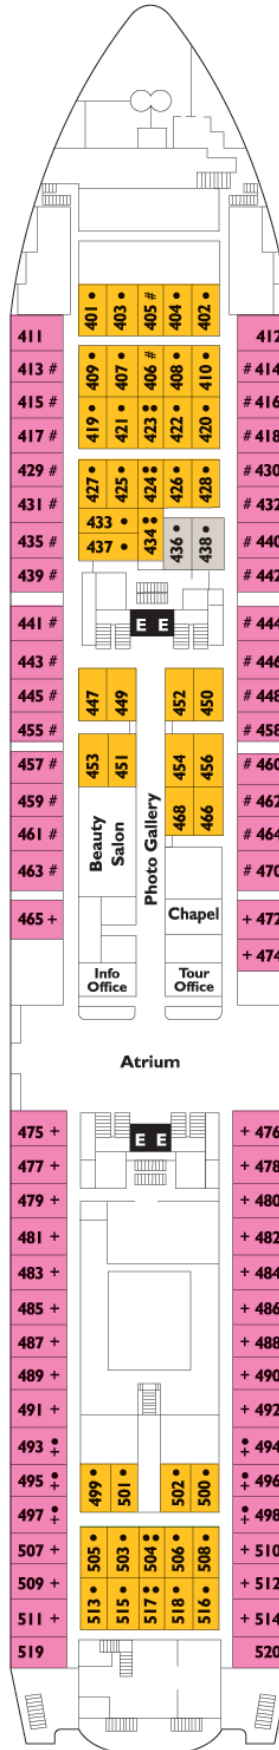 401 • 403 • 405 # 404 • 402 •
411 412
409 • 407 • 406 # 408 • 410 •
413 # # 414
415 # # 416
419 • 421 • 423 •• 422 • 420 •
417 # # 418
429 # 427 • 425 • 424 •• 426 • 428 • # 430
431 # # 432
433 • 434 •• 436 • 438 •
437 •
435 # # 440
439 # # 442
441 # E E # 444
443 # # 446
445 # 447 449 452 450 # 448
455 # # 458
457 # 453 451 454 456 # 460
459 # # 462
468 466
461 # # 464
463 # # 470
Beauty
Salon
Photo Gallery
465 + Chapel + 472
+ 474
Info
Office
Tour
Office
Atrium
475 + E E + 476
477 + + 478
479 + + 480
481 + + 482
483 + + 484
485 + + 486
487 + + 488
489 + + 490
491 + + 492
493 •• + •• + 494
495 •• + 499 • 501 • 502 • 500 • •• + 496
497 •• + •• + 498
507 + 505 • 503 • 504 •• 506 • 508 • + 510
509 + + 512
511 + 513 • 515 • 517 •• 518 • 516 • + 514
519 520